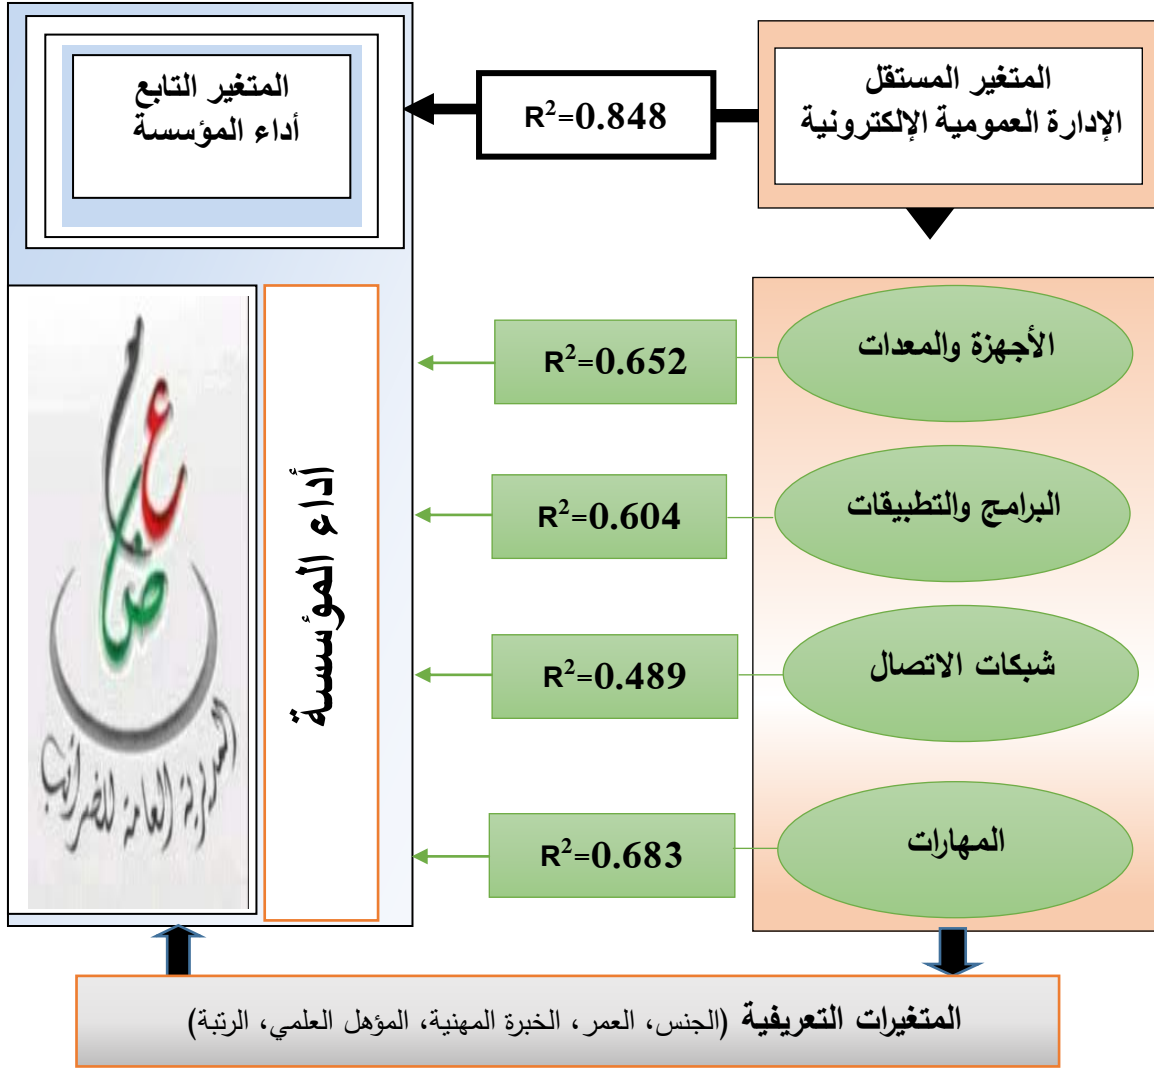 المتغير المستقل
الإدارة العمومية الإلكترونية
R²=0.848
المتغير التابع
أداء المؤسسة
الأجهزة والمعدات
R²=0.652
البرامج والتطبيقات
R²=0.604
شبكات الاتصال
R²=0.489
المهارات
R²=0.683
أداء المؤسسة
المديرية العامة للضرائب
المتغيرات التعريفية (الجنس، العمر، الخبرة المهنية، المؤهل العلمي، الرتبة)